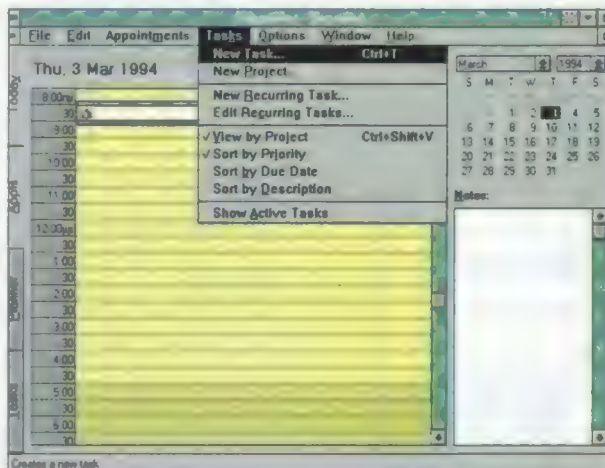 File Edit Appointments Tasks Options Window Help
New Task... Ctrl+T
New Project
New Recurring Task...
Edit Recurring Tasks...
✓View by Project Ctrl+Shift+V
✓Sort by Priority
Sort by Due Date
Sort by Description
Show Active Tasks
Today
Appts
Planner
Tasks
Thu, 3 Mar 1994
8:00am
30
9:00
30
10:00
30
11:00
30
12:00pm
30
1:00
30
2:00
30
3:00
30
4:00
30
5:00
30
6:00
30
March 1994
S M T W T F S
1 2 3 4 5
6 7 8 9 10 11 12
13 14 15 16 17 18 19
20 21 22 23 24 25 26
27 28 29 30 31
Notes:
Creates a new task